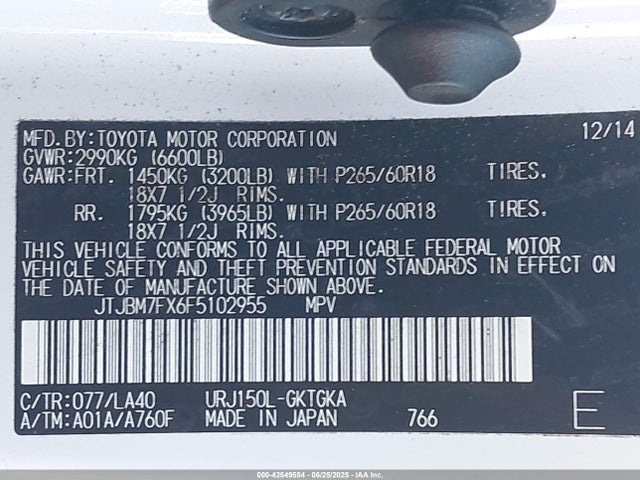 MFD.BY:TOYOTA MOTOR CORPORATION 12/14
GVWR:2990KG (6600LB)
GAWR:FRT. 1450KG (3200LB) WITH P265/60R18 TIRES.
18X7 1/2J RIMS.
RR. 1795KG (3965LB) WITH P265/60R18 TIRES.
18X7 1/2J RIMS.
THIS VEHICLE CONFORMS TO ALL APPLICABLE FEDERAL MOTOR
VEHICLE SAFETY AND THEFT PREVENTION STANDARDS IN EFFECT ON
THE DATE OF MANUFACTURE SHOWN ABOVE.
JTJBM7FX6F5102955 MPV
C/TR:077/LA40 URJ150L-GKTGKA
A/TM:A01A/A760F MADE IN JAPAN 766 E
000-42549554 | 06/25/2025 | IAA Inc.